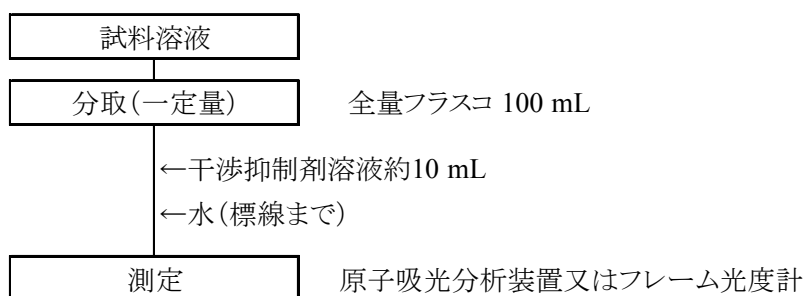 試料溶液
分取(一定量) 全量フラスコ 100 mL
←干渉抑制剤溶液約10 mL
←水(標線まで)
測定 原子吸光分析装置又はフレーム光度計